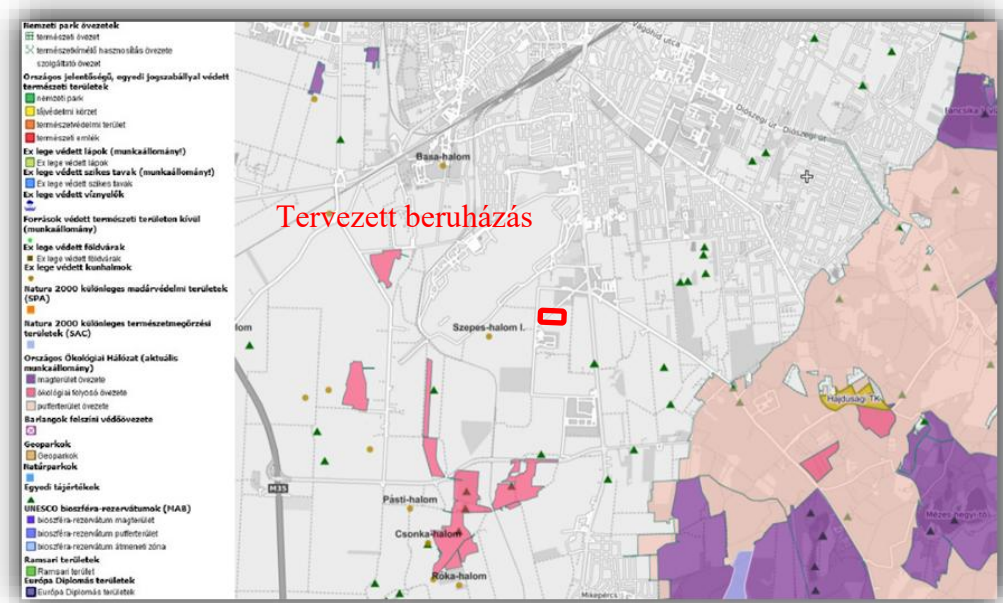 Nemzeti park övezetek
természeti övezet
természetkímélő hasznosítás övezete
szolgáltató övezet
Országos jelentőségű, egyedi jogszabállyal védett
természeti területek
nemzeti park
tájvédelmi körzet
természetvédelmi terület
természeti emlék
Ex lege védett lápok (munkaállomány!)
Ex lege védett lápok
Ex lege védett szikes tavak (munkaállomány!)
Ex lege védett szikes tavak
Ex lege védett víznyelők
Források védett természeti területen kívül
(munkaállomány)
Ex lege védett földvárak
Ex lege védett földvárak
Ex lege védett kunhalmok
Natura 2000 különleges madárvédelmi területek
(SPA)
Natura 2000 különleges természetmegőrzési
területek (SAC)
Országos Ökológiai Hálózat (aktuális
munkaállomány)
magterület övezete
ökológiai folyosó övezete
pufferterület övezete
Barlangok felszíni védőövezete
Geoparkok
Geoparkok
Natúrparkok
Egyedi tájértékek
UNESCO bioszféra-rezervátumok (MAB)
bioszféra-rezervátum magterület
bioszféra-rezervátum pufferterület
bioszféra-rezervátum átmeneti zóna
Ramsari területek
Ramsari terület
Európa Diplomás területek
Európa Diplomás területek
Vágóhíd utca
Diószegi út
Diószegi út
Basa-halom
Tervezett beruházás
Szepes-halom I.
lom
Hajdúsági TK
M35
Pásti-halom
Csonka-halom
Róka-halom
Mézes hegyi-tó
Mikepércs